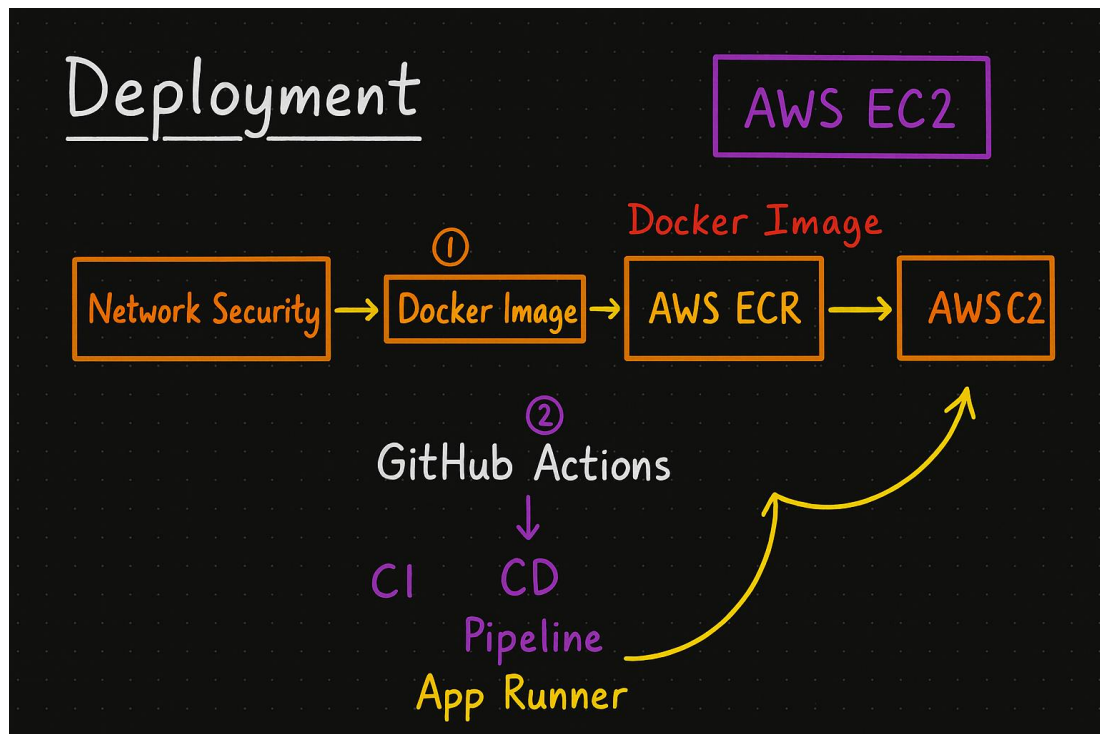 Deployment
AWS EC2
Docker Image
①
Network Security
Docker Image
AWS ECR
AWSC2
②
GitHub Actions
CI CD
Pipeline
App Runner